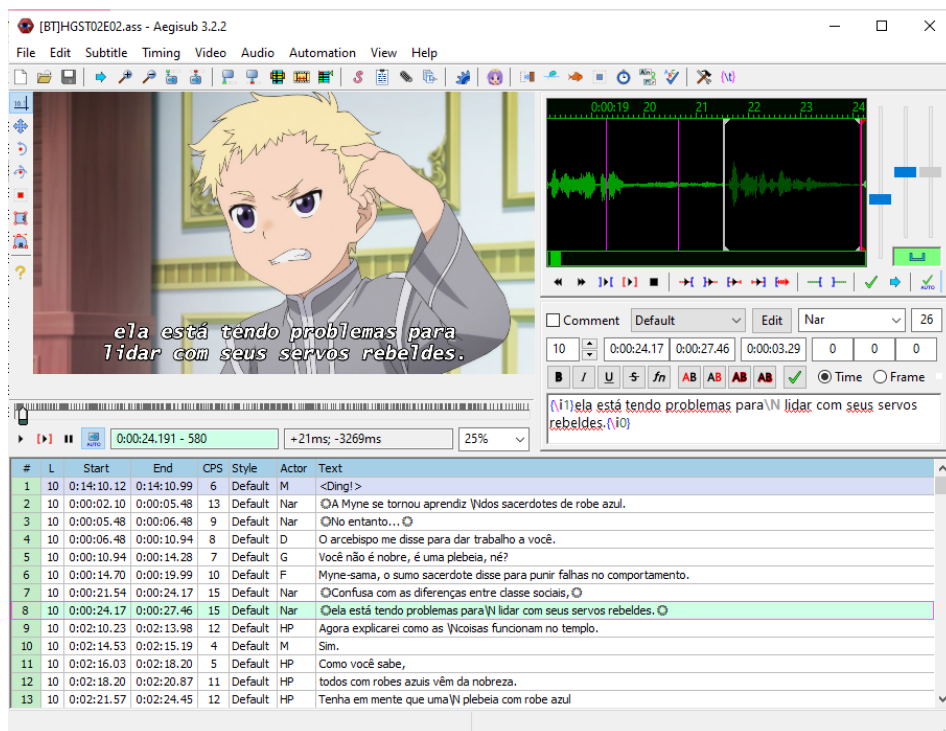 [BT]HGST02E02.ass - Aegisub 3.2.2
File Edit Subtitle Timing Video Audio Automation View Help
0:00:19 20 21 22 23 24
ela está tendo problemas para
lidar com seus servos rebeldes.
AUTO
Comment Default Edit Nar 26
10 0:00:24.17 0:00:27.46 0:00:03.29 0 0 0
B I U S fn AB AB AB AB Time Frame
{\i1}ela está tendo problemas para\N lidar com seus servos
rebeldes.{\i0}
AUTO 0:00:24.191 - 580 +21ms; -3269ms 25%
# L Start End CPS Style Actor Text
1 10 0:14:10.12 0:14:10.99 6 Default M <Ding!>
2 10 0:00:02.10 0:00:05.48 13 Default Nar ☼A Myne se tornou aprendiz \Ndos sacerdotes de robe azul.
3 10 0:00:05.48 0:00:06.48 9 Default Nar ☼No entanto...☼
4 10 0:00:06.48 0:00:10.94 8 Default D O arcebispo me disse para dar trabalho a você.
5 10 0:00:10.94 0:00:14.28 7 Default G Você não é nobre, é uma plebeia, né?
6 10 0:00:14.70 0:00:19.99 10 Default F Myne-sama, o sumo sacerdote disse para punir falhas no comportamento.
7 10 0:00:21.54 0:00:24.17 15 Default Nar ☼Confusa com as diferenças entre classe sociais,☼
8 10 0:00:24.17 0:00:27.46 15 Default Nar ☼ela está tendo problemas para\N lidar com seus servos rebeldes.☼
9 10 0:02:10.23 0:02:13.98 12 Default HP Agora explicarei como as \Ncoisas funcionam no templo.
10 10 0:02:14.53 0:02:15.19 4 Default M Sim.
11 10 0:02:16.03 0:02:18.20 5 Default HP Como você sabe,
12 10 0:02:18.20 0:02:20.87 11 Default HP todos com robes azuis vêm da nobreza.
13 10 0:02:21.57 0:02:24.45 12 Default HP Tenha em mente que uma\N plebeia com robe azul